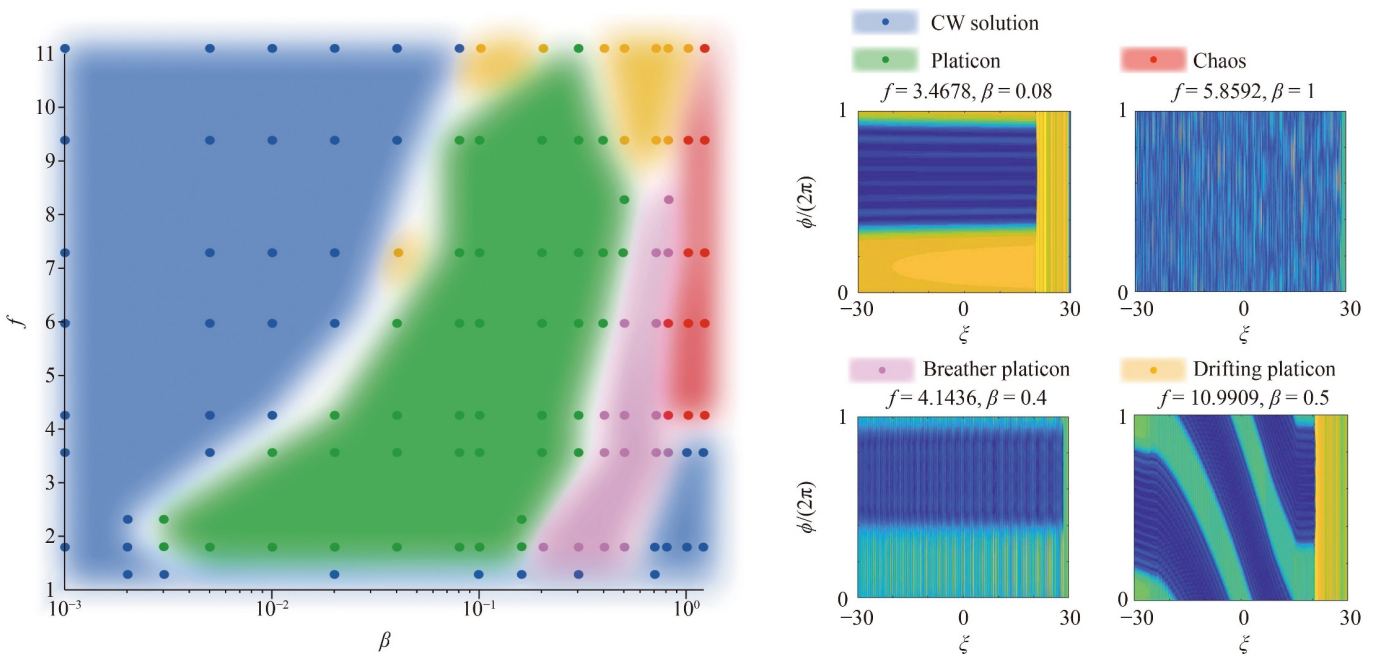 11
10
9
8
7
6
5
4
3
2
1
f
10⁻³
10⁻²
10⁻¹
10⁰
β
CW solution
Platicon
Chaos
f = 3.4678, β = 0.08
f = 5.8592, β = 1
1
0
ϕ/(2π)
−30
0
30
ξ
1
0
−30
0
30
ξ
Breather platicon
Drifting platicon
f = 4.1436, β = 0.4
f = 10.9909, β = 0.5
1
0
ϕ/(2π)
−30
0
30
ξ
1
0
−30
0
30
ξ